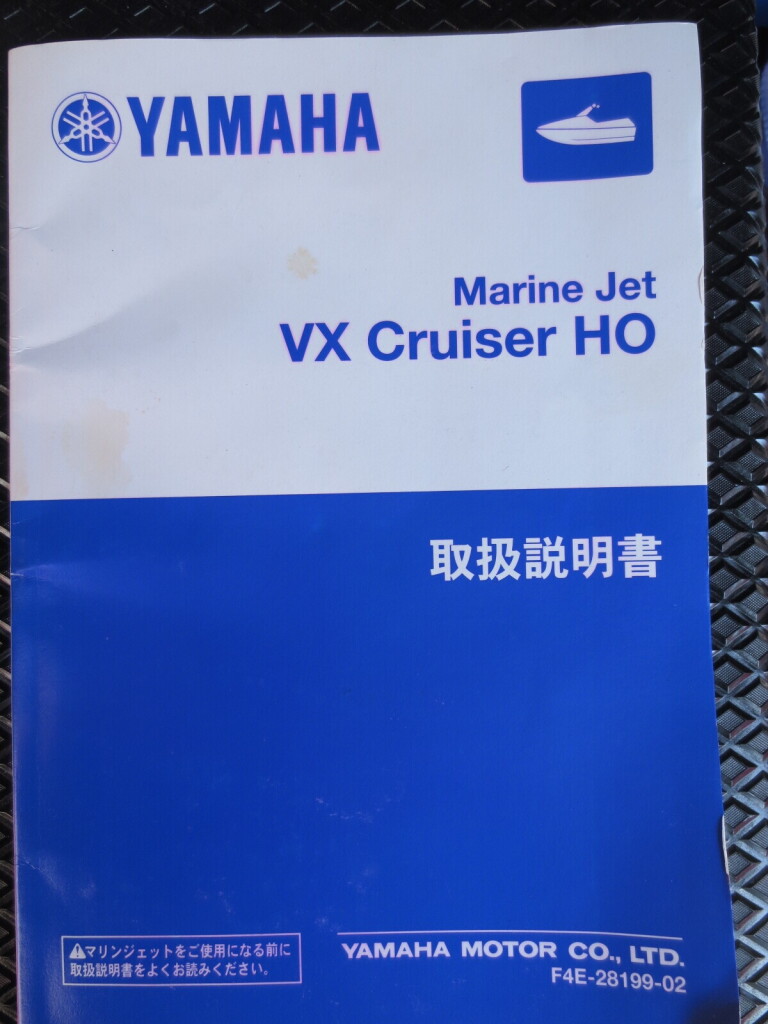 YAMAHA
Marine Jet
VX Cruiser HO
取扱説明書
⚠マリンジェットをご使用になる前に
取扱説明書をよくお読みください。
YAMAHA MOTOR CO., LTD.
F4E-28199-02